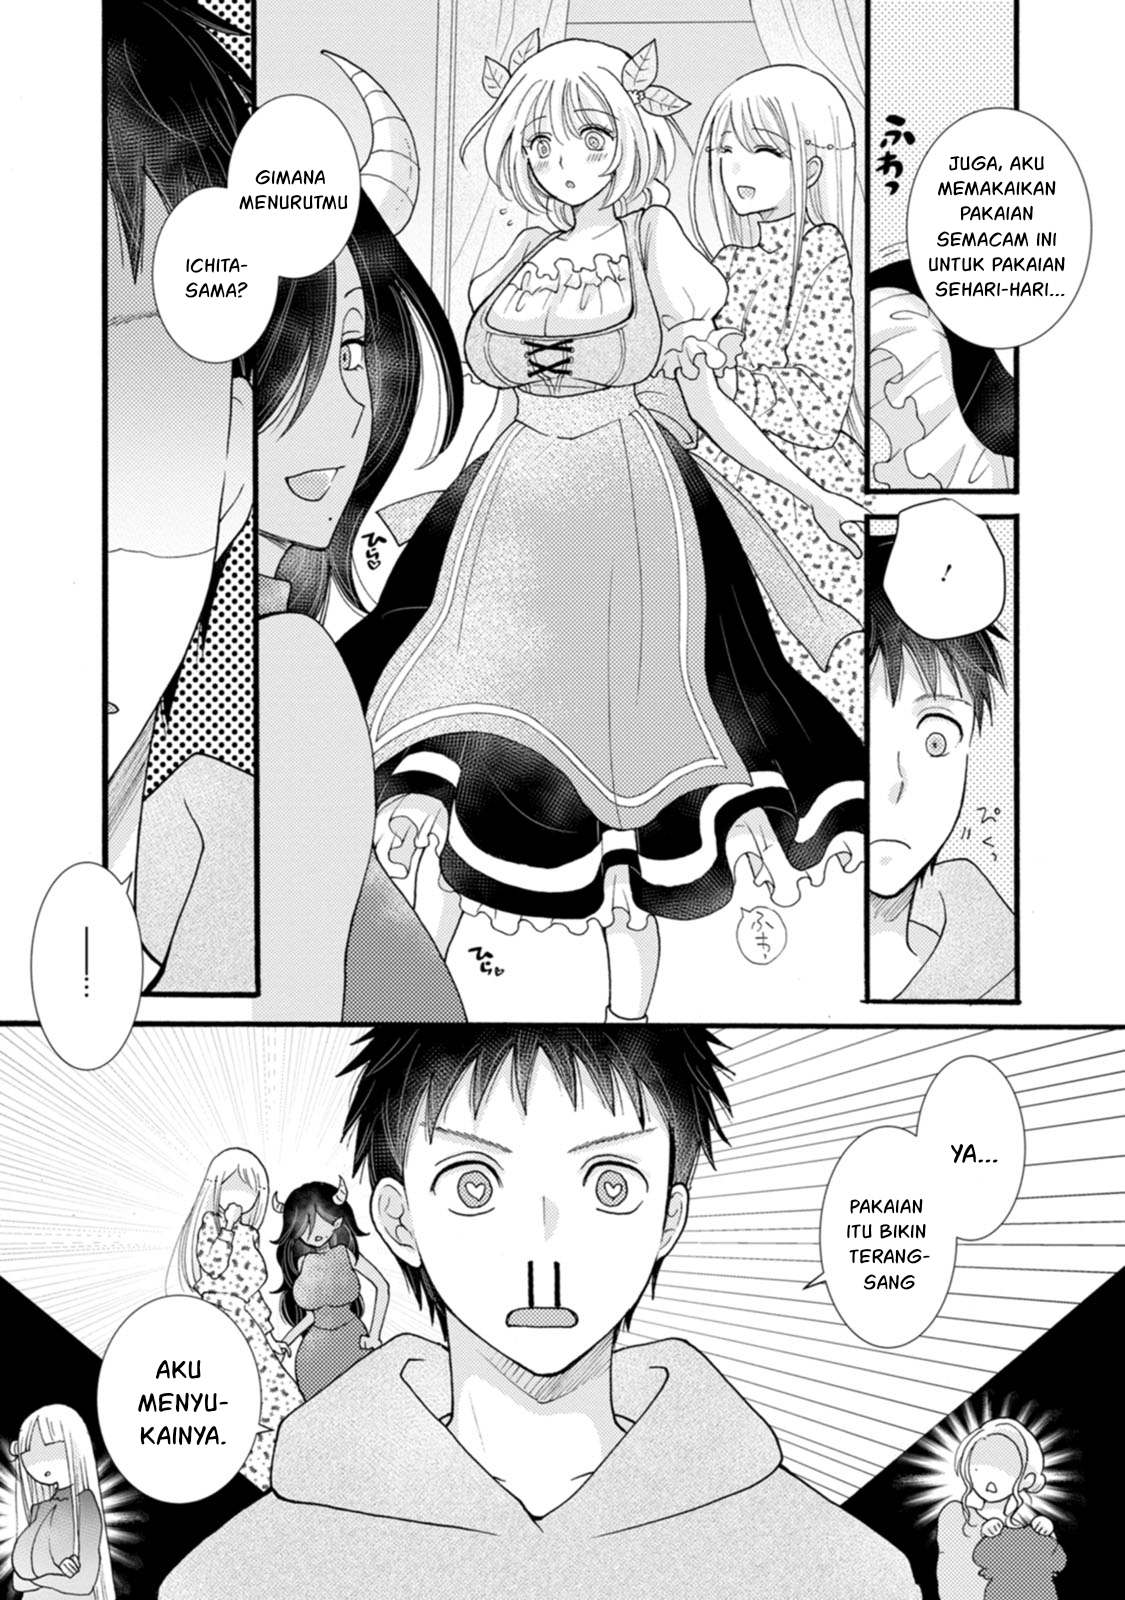 JUGA, AKU
MEMAKAIKAN
PAKAIAN
SEMACAM INI
UNTUK PAKAIAN
SEHARI-HARI...
ふわっ
!
ぴくっ
GIMANA
MENURUTMU
ICHITA-
SAMA?
ひら♡
ふわっ
ひら♡
......
YA...
PAKAIAN
ITU BIKIN
TERANG-
SANG
AKU
MENYU-
KAINYA.